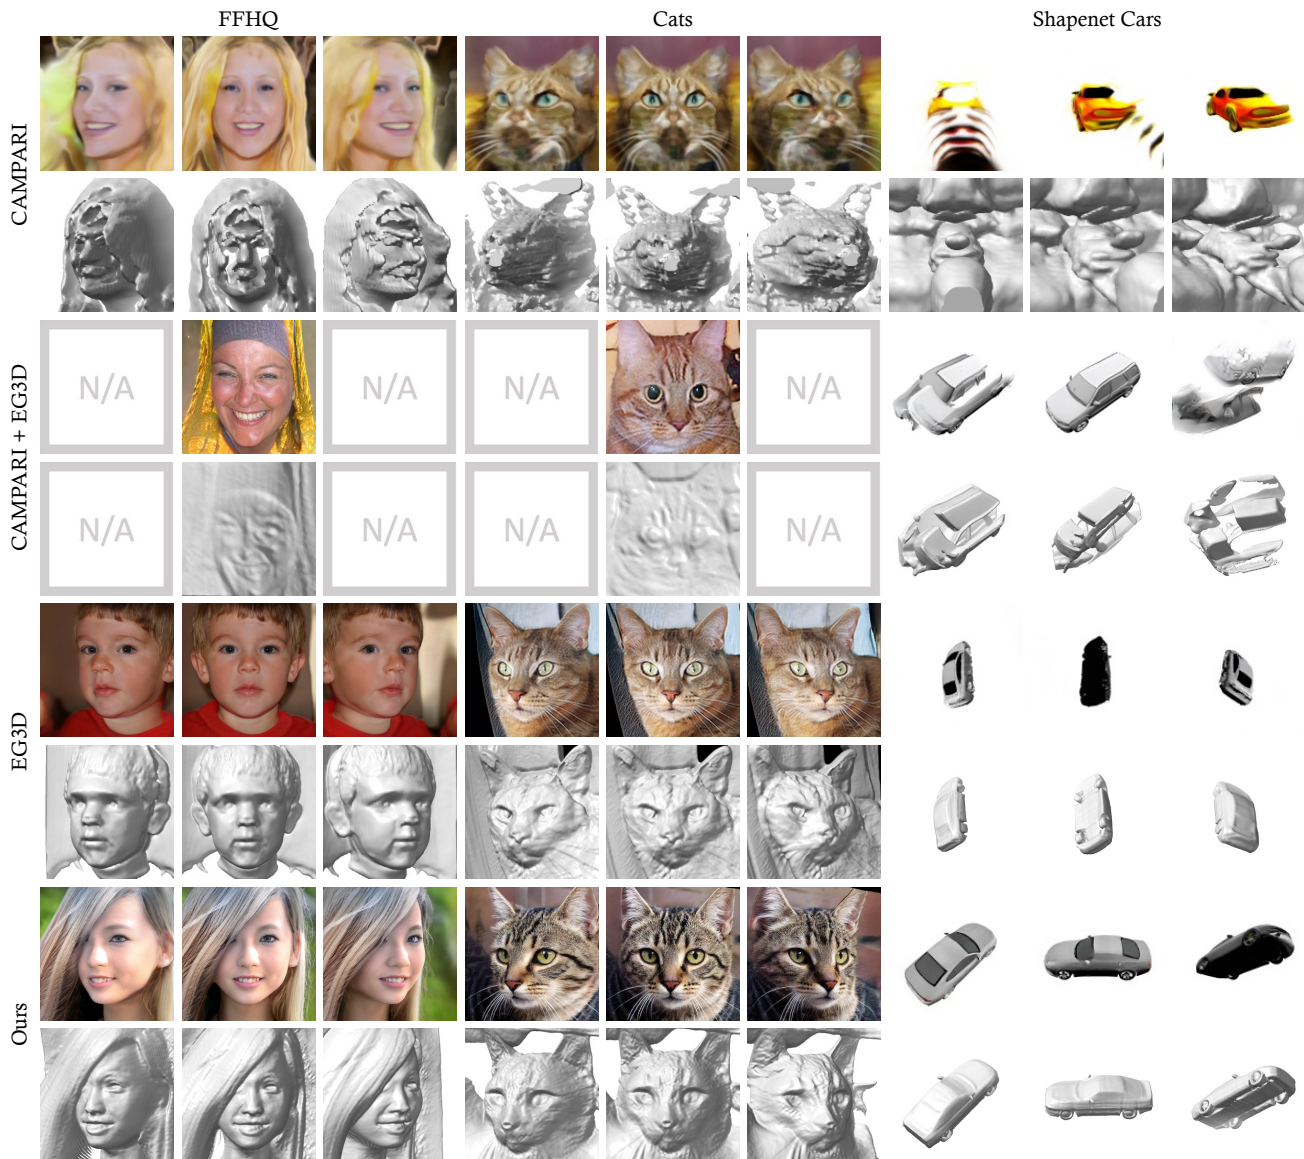 FFHQ Cats Shapenet Cars
CAMPARI
CAMPARI + EG3D
N/A N/A N/A N/A
N/A N/A N/A N/A
EG3D
Ours